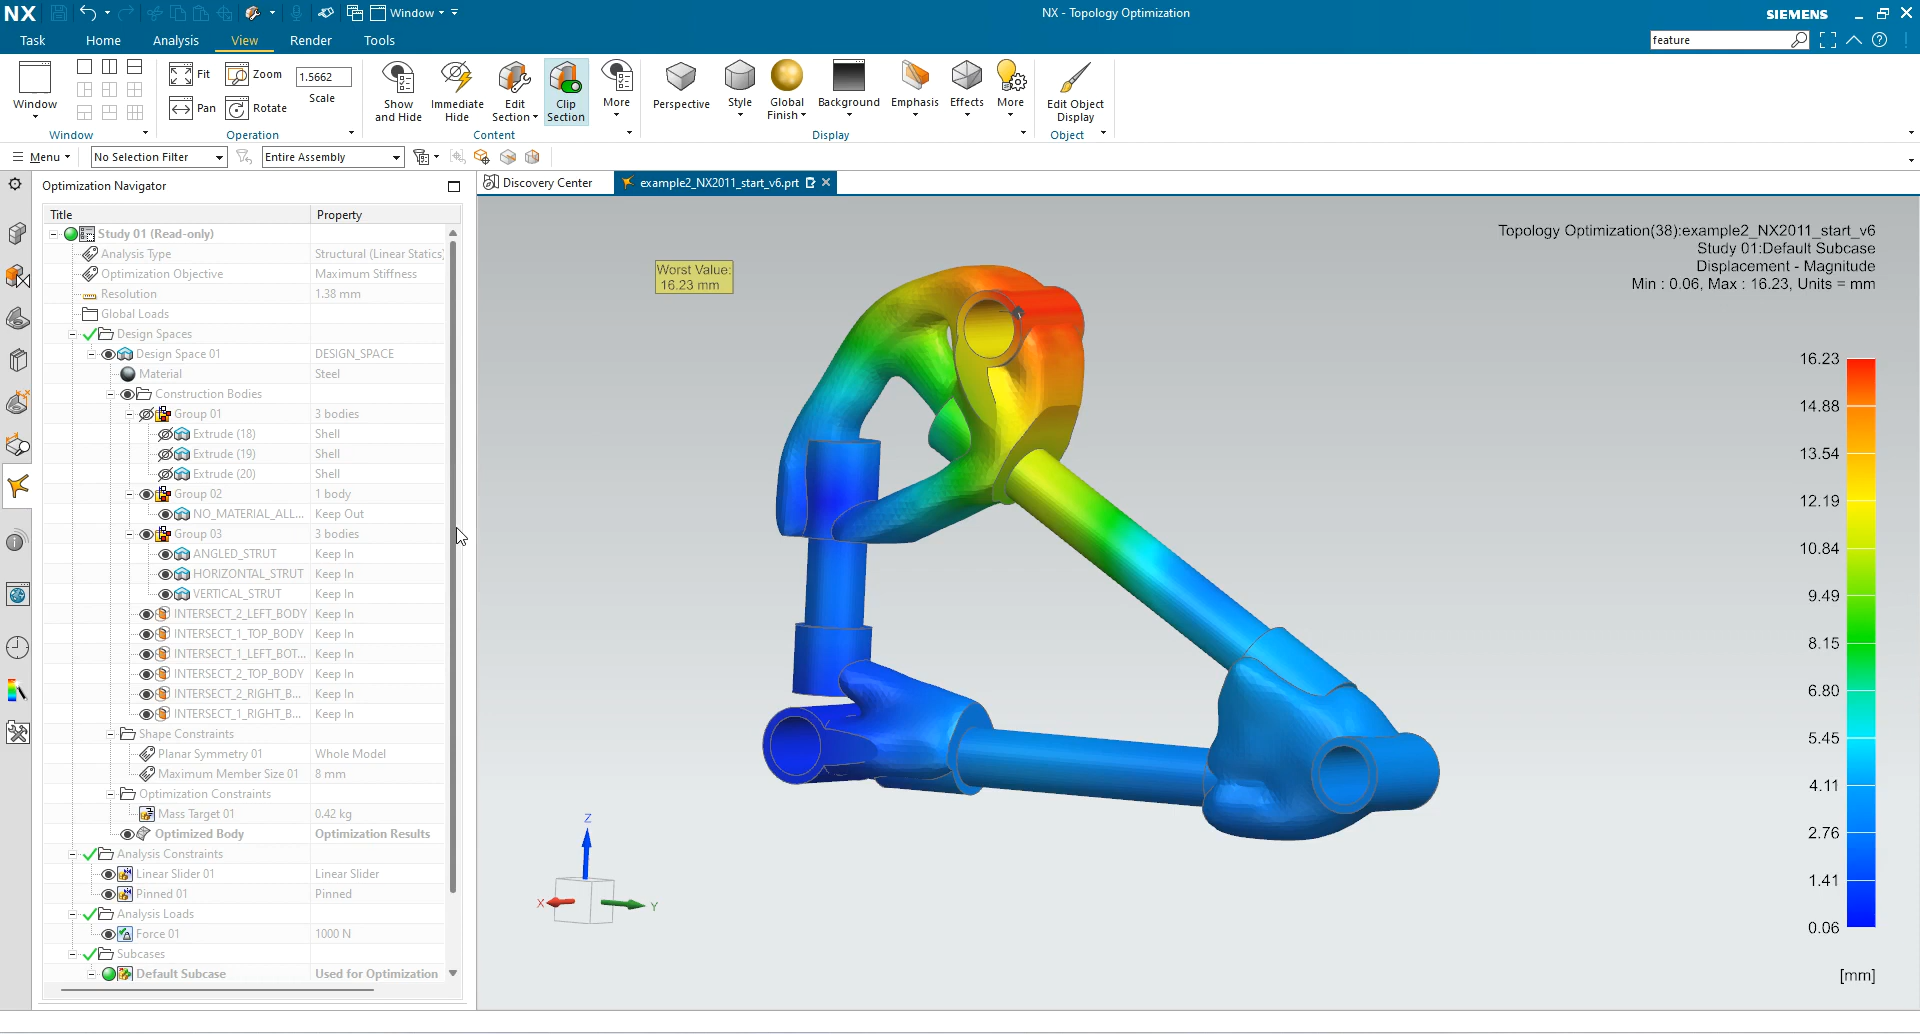 NX
Window
NX - Topology Optimization
SIEMENS
Task
Home
Analysis
View
Render
Tools
feature
Window
Fit
Zoom
1.5662
Pan
Rotate
Scale
Show
and Hide
Immediate
Hide
Edit
Section
Clip
Section
More
Perspective
Style
Global
Finish
Background
Emphasis
Effects
More
Edit Object
Display
Window
Operation
Content
Display
Object
Menu
No Selection Filter
Entire Assembly
Optimization Navigator
Discovery Center
example2_NX2011_start_v6.prt
Title Property
Study 01 (Read-only)
Analysis Type Structural (Linear Statics)
Optimization Objective Maximum Stiffness
Resolution 1.38 mm
Global Loads
Design Spaces
Design Space 01 DESIGN_SPACE
Material Steel
Construction Bodies
Group 01 3 bodies
Extrude (18) Shell
Extrude (19) Shell
Extrude (20) Shell
Group 02 1 body
NO_MATERIAL_ALL... Keep Out
Group 03 3 bodies
ANGLED_STRUT Keep In
HORIZONTAL_STRUT Keep In
VERTICAL_STRUT Keep In
INTERSECT_2_LEFT_BODY Keep In
INTERSECT_1_TOP_BODY Keep In
INTERSECT_1_LEFT_BOT... Keep In
INTERSECT_2_TOP_BODY Keep In
INTERSECT_2_RIGHT_B... Keep In
INTERSECT_1_RIGHT_B... Keep In
Shape Constraints
Planar Symmetry 01 Whole Model
Maximum Member Size 01 8 mm
Optimization Constraints
Mass Target 01 0.42 kg
Optimized Body Optimization Results
Analysis Constraints
Linear Slider 01 Linear Slider
Pinned 01 Pinned
Analysis Loads
Force 01 1000 N
Subcases
Default Subcase Used for Optimization
Worst Value:
16.23 mm
Topology Optimization(38):example2_NX2011_start_v6
Study 01:Default Subcase
Displacement - Magnitude
Min : 0.06, Max : 16.23, Units = mm
16.23
14.88
13.54
12.19
10.84
9.49
8.15
6.80
5.45
4.11
2.76
1.41
0.06
[mm]
Z
X
Y